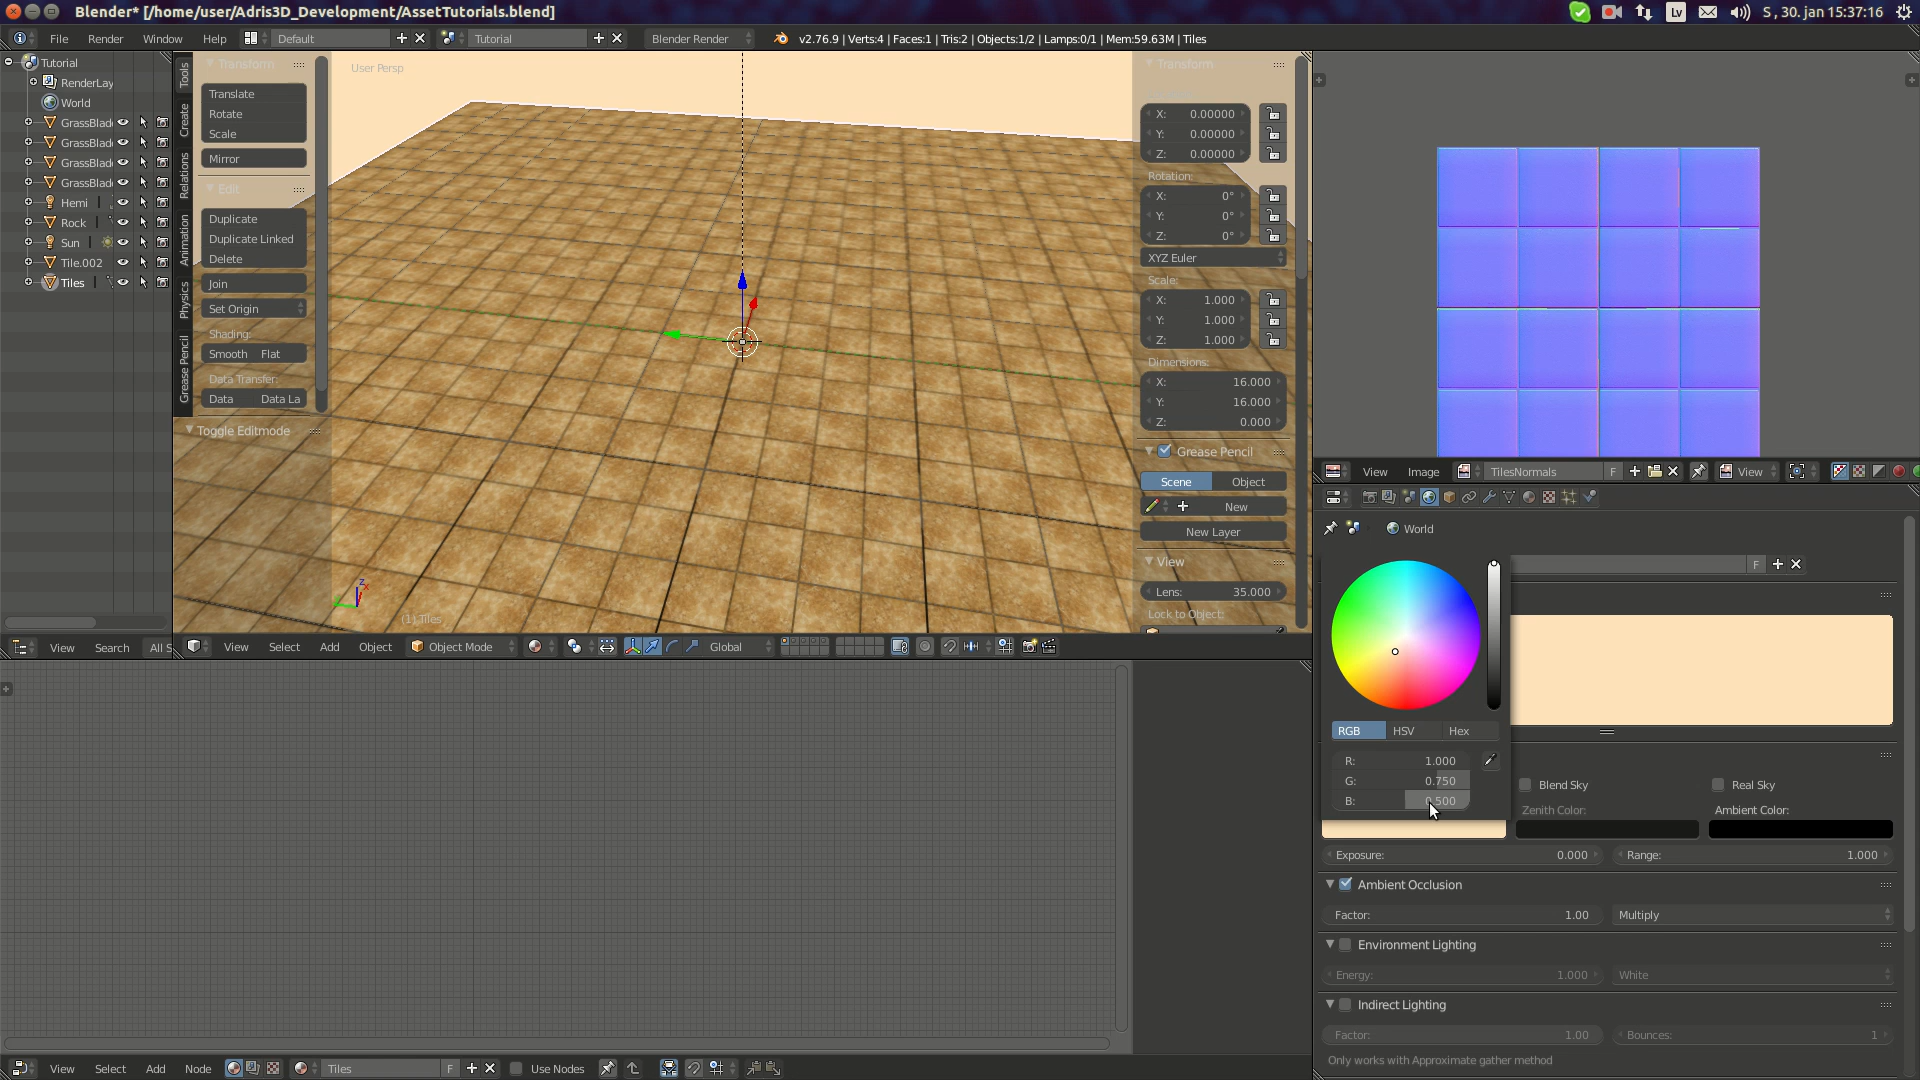 Blender* [/home/user/Adris3D_Development/AssetTutorials.blend]
Lv
S , 30. jan 15:37:16
File Render Window Help Default Tutorial Blender Render v2.76.9 | Verts:4 | Faces:1 | Tris:2 | Objects:1/2 | Lamps:0/1 | Mem:59.63M | Tiles
Tutorial
RenderLay
World
GrassBlad
GrassBlad
GrassBlad
GrassBlad
Hemi
Rock
Sun
Tile.002
Tiles
View Search All S
Tools
Create
Relations
Animation
Physics
Grease Pencil
Transform
Translate
Rotate
Scale
Mirror
Edit
Duplicate
Duplicate Linked
Delete
Join
Set Origin
Shading:
Smooth Flat
Data Transfer:
Data Data La
Toggle Editmode
User Persp
(1) Tiles
Transform
X: 0.00000
Y: 0.00000
Z: 0.00000
Rotation:
X: 0°
Y: 0°
Z: 0°
XYZ Euler
Scale:
X: 1.000
Y: 1.000
Z: 1.000
Dimensions:
X: 16.000
Y: 16.000
Z: 0.000
Grease Pencil
Scene Object
New
New Layer
View
Lens: 35.000
Lock to Object:
View Select Add Object Object Mode Global
View Image TilesNormals F View
World
F
RGB HSV Hex
R: 1.000
G: 0.750
B: 0.500
Blend Sky Real Sky
Zenith Color: Ambient Color:
Exposure: 0.000 Range: 1.000
Ambient Occlusion
Factor: 1.00 Multiply
Environment Lighting
Energy: 1.000 White
Indirect Lighting
Factor: 1.00 Bounces: 1
Only works with Approximate gather method
View Select Add Node Tiles F Use Nodes